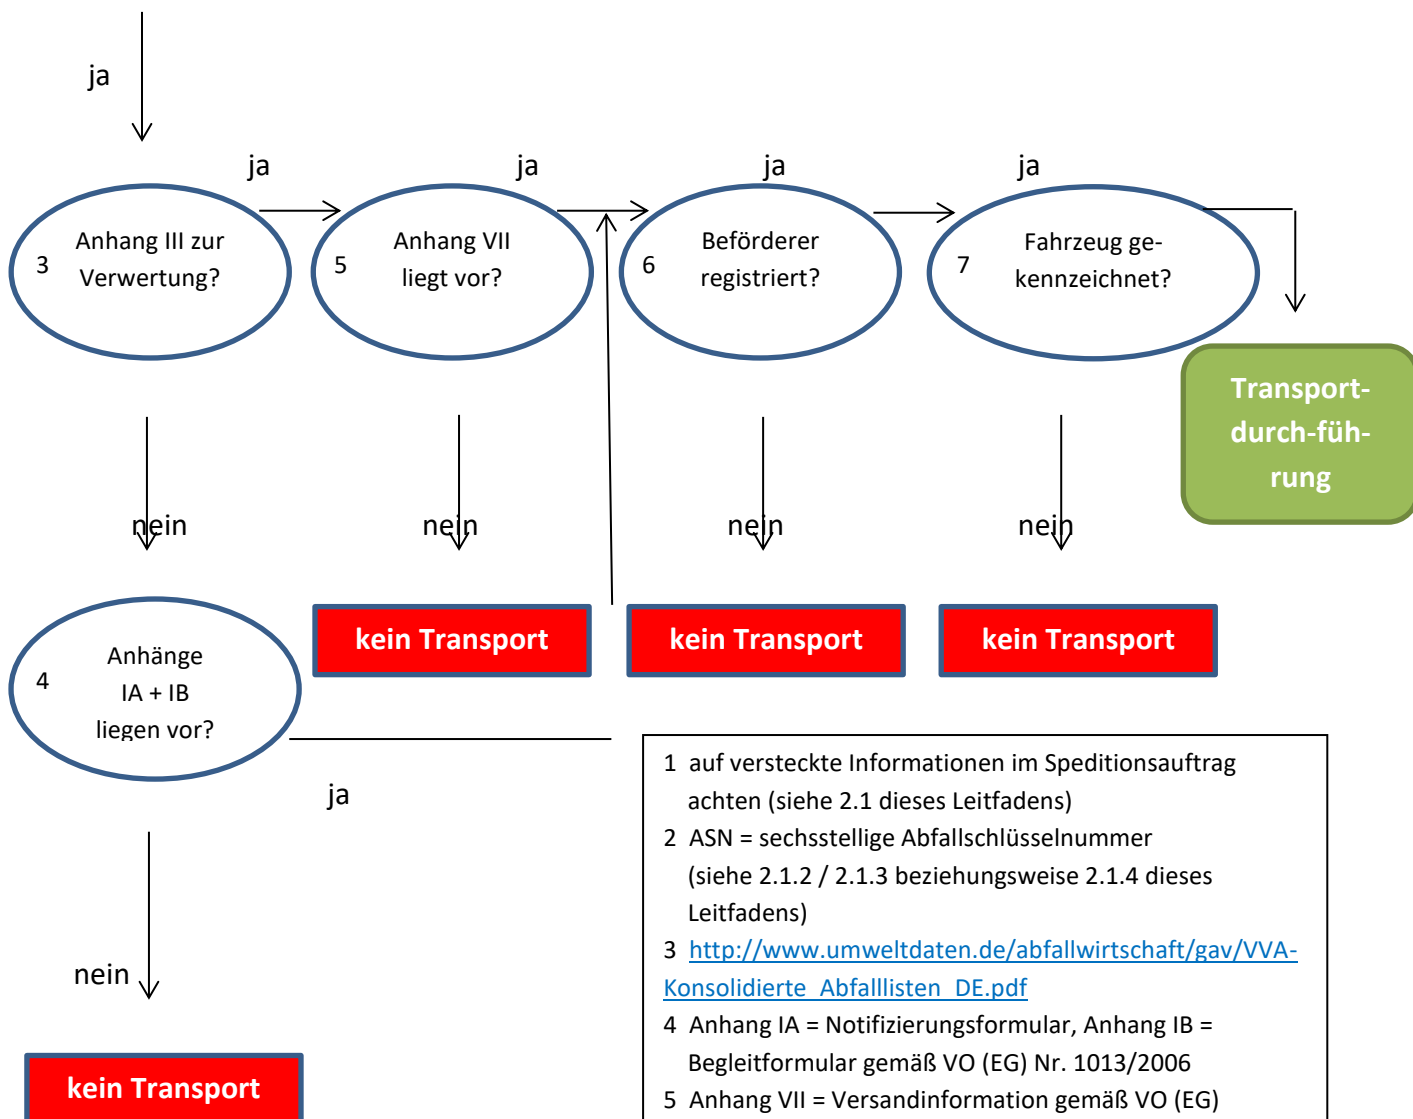 ja
ja
ja
ja
ja
3
Anhang III zur
Verwertung?
5
Anhang VII
liegt vor?
6
Beförderer
registriert?
7
Fahrzeug ge-
kennzeichnet?
Transport-
durch-füh-
rung
nein
nein
nein
nein
kein Transport
kein Transport
kein Transport
4
Anhänge
IA + IB
liegen vor?
ja
nein
kein Transport
1 auf versteckte Informationen im Speditionsauftrag
achten (siehe 2.1 dieses Leitfadens)
2 ASN = sechsstellige Abfallschlüsselnummer
(siehe 2.1.2 / 2.1.3 beziehungsweise 2.1.4 dieses
Leitfadens)
3 http://www.umweltdaten.de/abfallwirtschaft/gav/VVA-
Konsolidierte_Abfalllisten_DE.pdf
4 Anhang IA = Notifizierungsformular, Anhang IB =
Begleitformular gemäß VO (EG) Nr. 1013/2006
5 Anhang VII = Versandinformation gemäß VO (EG)